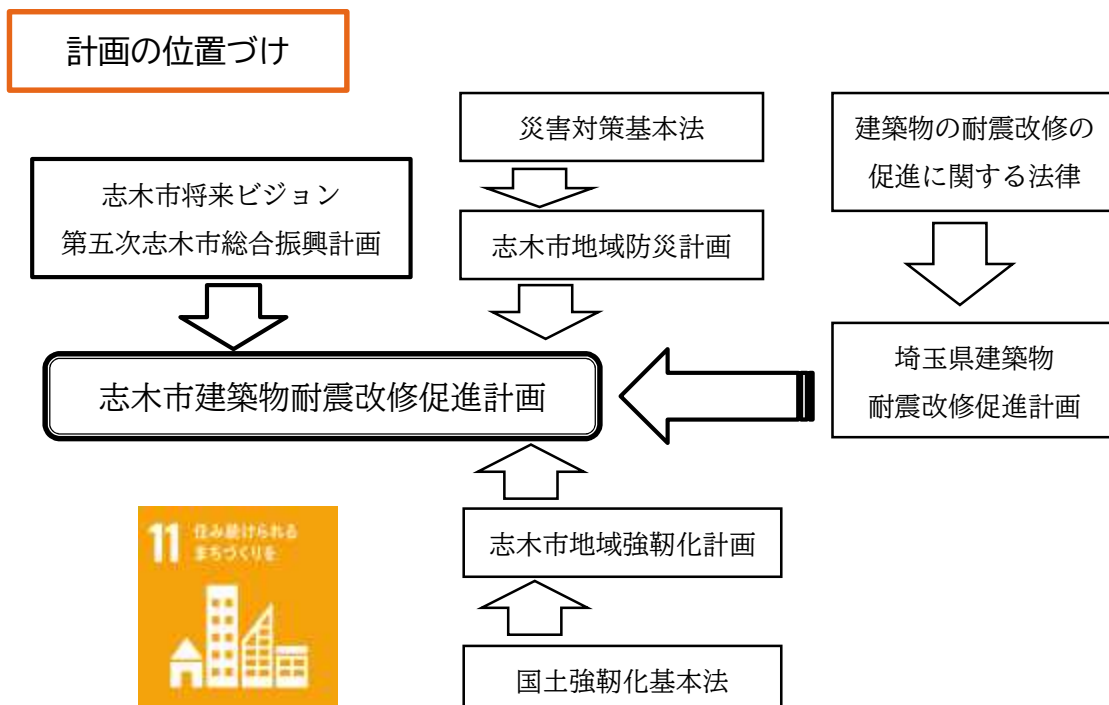 計画の位置づけ
災害対策基本法
建築物の耐震改修の
促進に関する法律
志木市将来ビジョン
第五次志木市総合振興計画
志木市地域防災計画
埼玉県建築物
耐震改修促進計画
志木市建築物耐震改修促進計画
志木市地域強靭化計画
国土強靭化基本法
11 住み続けられる
まちづくりを